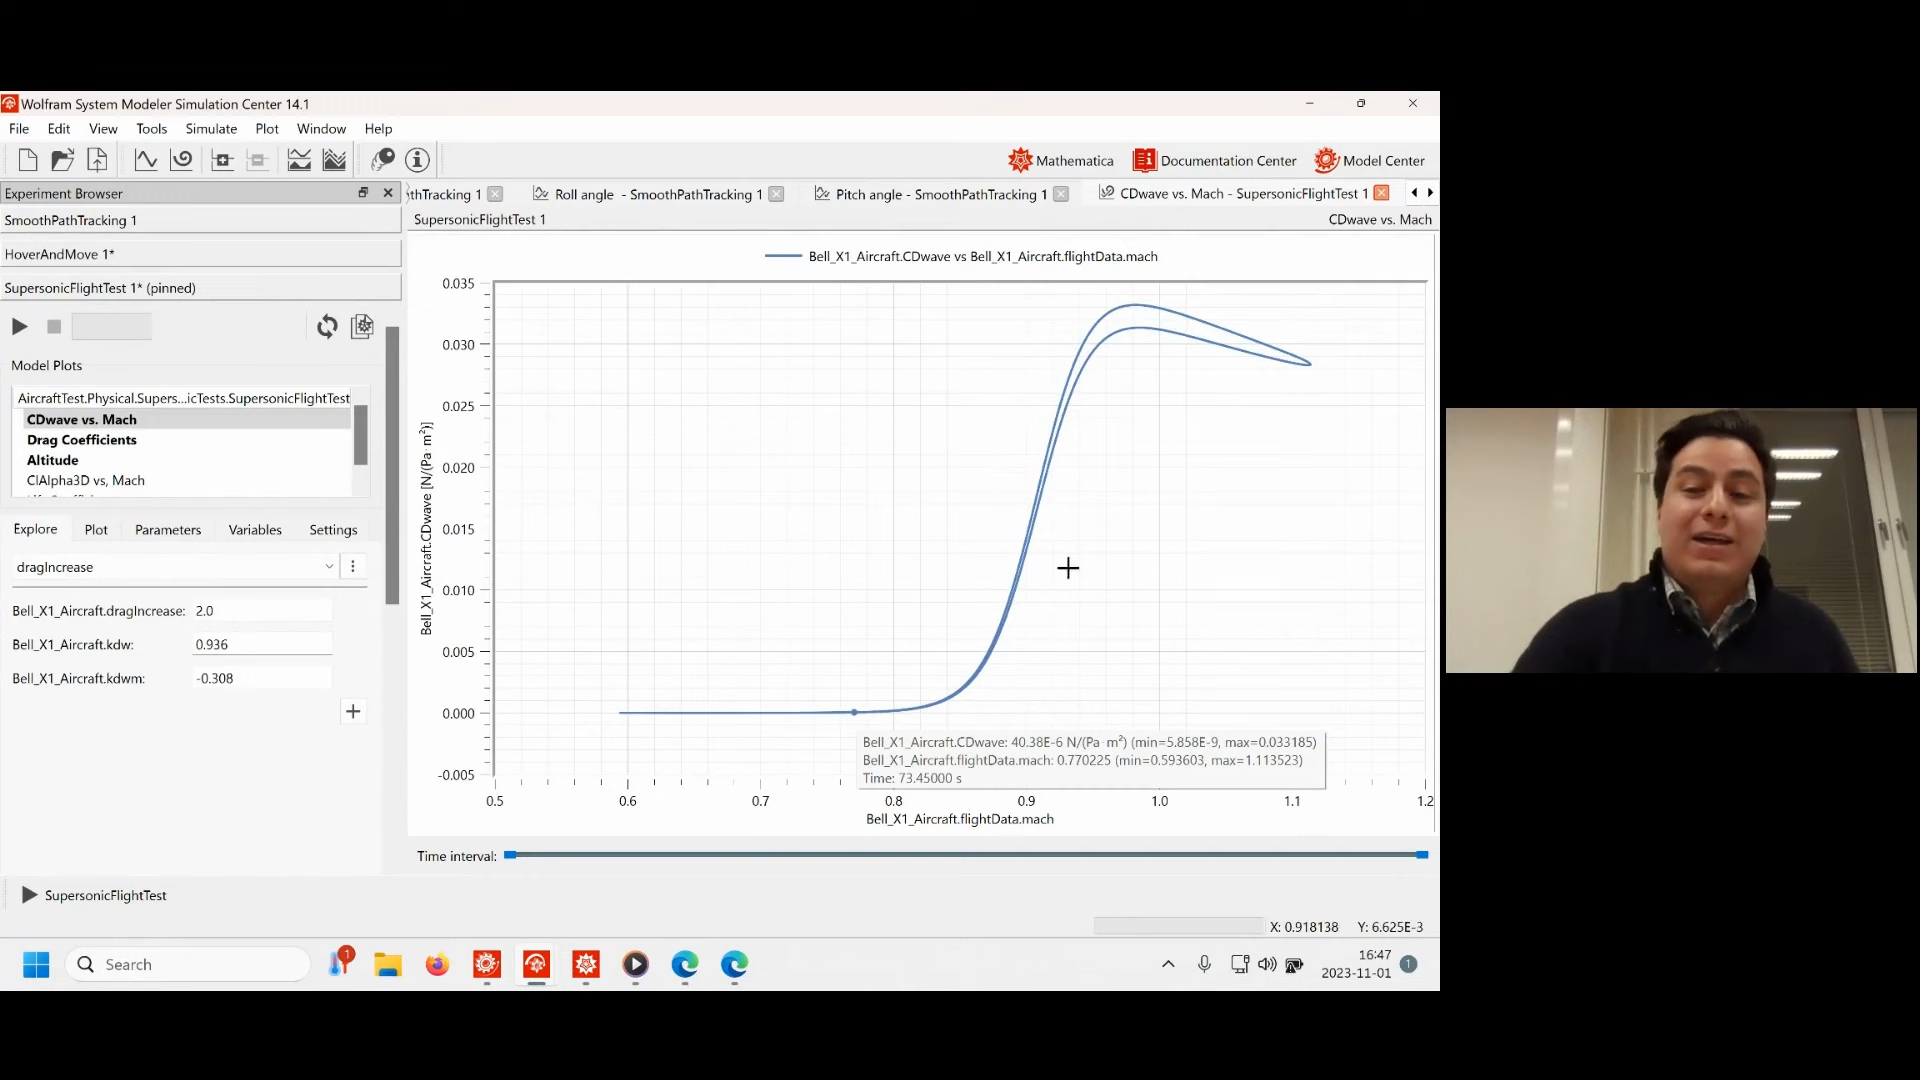 Wolfram System Modeler Simulation Center 14.1
File Edit View Tools Simulate Plot Window Help
Mathematica Documentation Center Model Center
Experiment Browser
thTracking 1 Roll angle - SmoothPathTracking 1 Pitch angle - SmoothPathTracking 1 CDwave vs. Mach - SupersonicFlightTest 1
SmoothPathTracking 1
SupersonicFlightTest 1 CDwave vs. Mach
HoverAndMove 1*
SupersonicFlightTest 1* (pinned)
Bell_X1_Aircraft.CDwave vs Bell_X1_Aircraft.flightData.mach
Model Plots
AircraftTest.Physical.Supers...icTests.SupersonicFlightTest
CDwave vs. Mach
Drag Coefficients
Altitude
ClAlpha3D vs, Mach
Explore Plot Parameters Variables Settings
dragIncrease
Bell_X1_Aircraft.dragIncrease: 2.0
Bell_X1_Aircraft.kdw: 0.936
Bell_X1_Aircraft.kdwm: -0.308
Bell_X1_Aircraft.CDwave [N/(Pa·m²)]
0.035
0.030
0.025
0.020
0.015
0.010
0.005
0.000
-0.005
Bell_X1_Aircraft.CDwave: 40.38E-6 N/(Pa·m²) (min=5.858E-9, max=0.033185)
Bell_X1_Aircraft.flightData.mach: 0.770225 (min=0.593603, max=1.113523)
Time: 73.45000 s
0.5 0.6 0.7 0.8 0.9 1.0 1.1 1.2
Bell_X1_Aircraft.flightData.mach
Time interval:
SupersonicFlightTest
X: 0.918138 Y: 6.625E-3
Search
1
16:47
2023-11-01
1